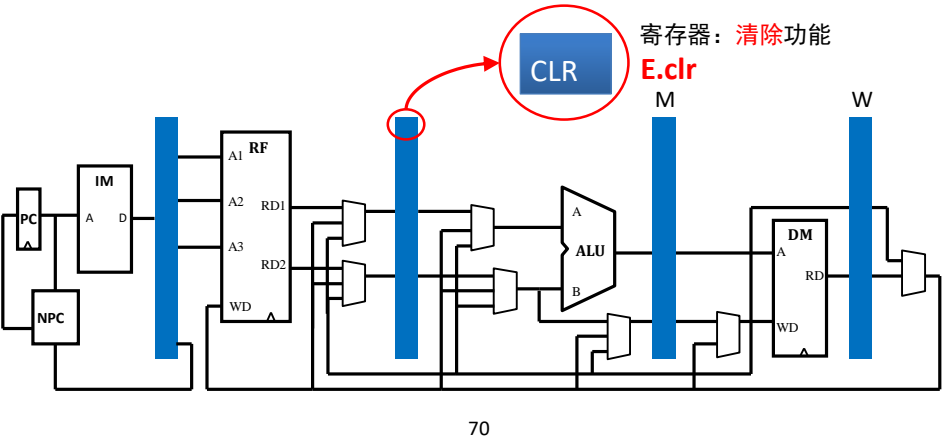 寄存器：清除功能
CLR
E.clr
M
W
RF
A1
IM
A2
RD1
PC
A
D
A
DM
A3
ALU
A
RD2
RD
B
WD
NPC
WD
70